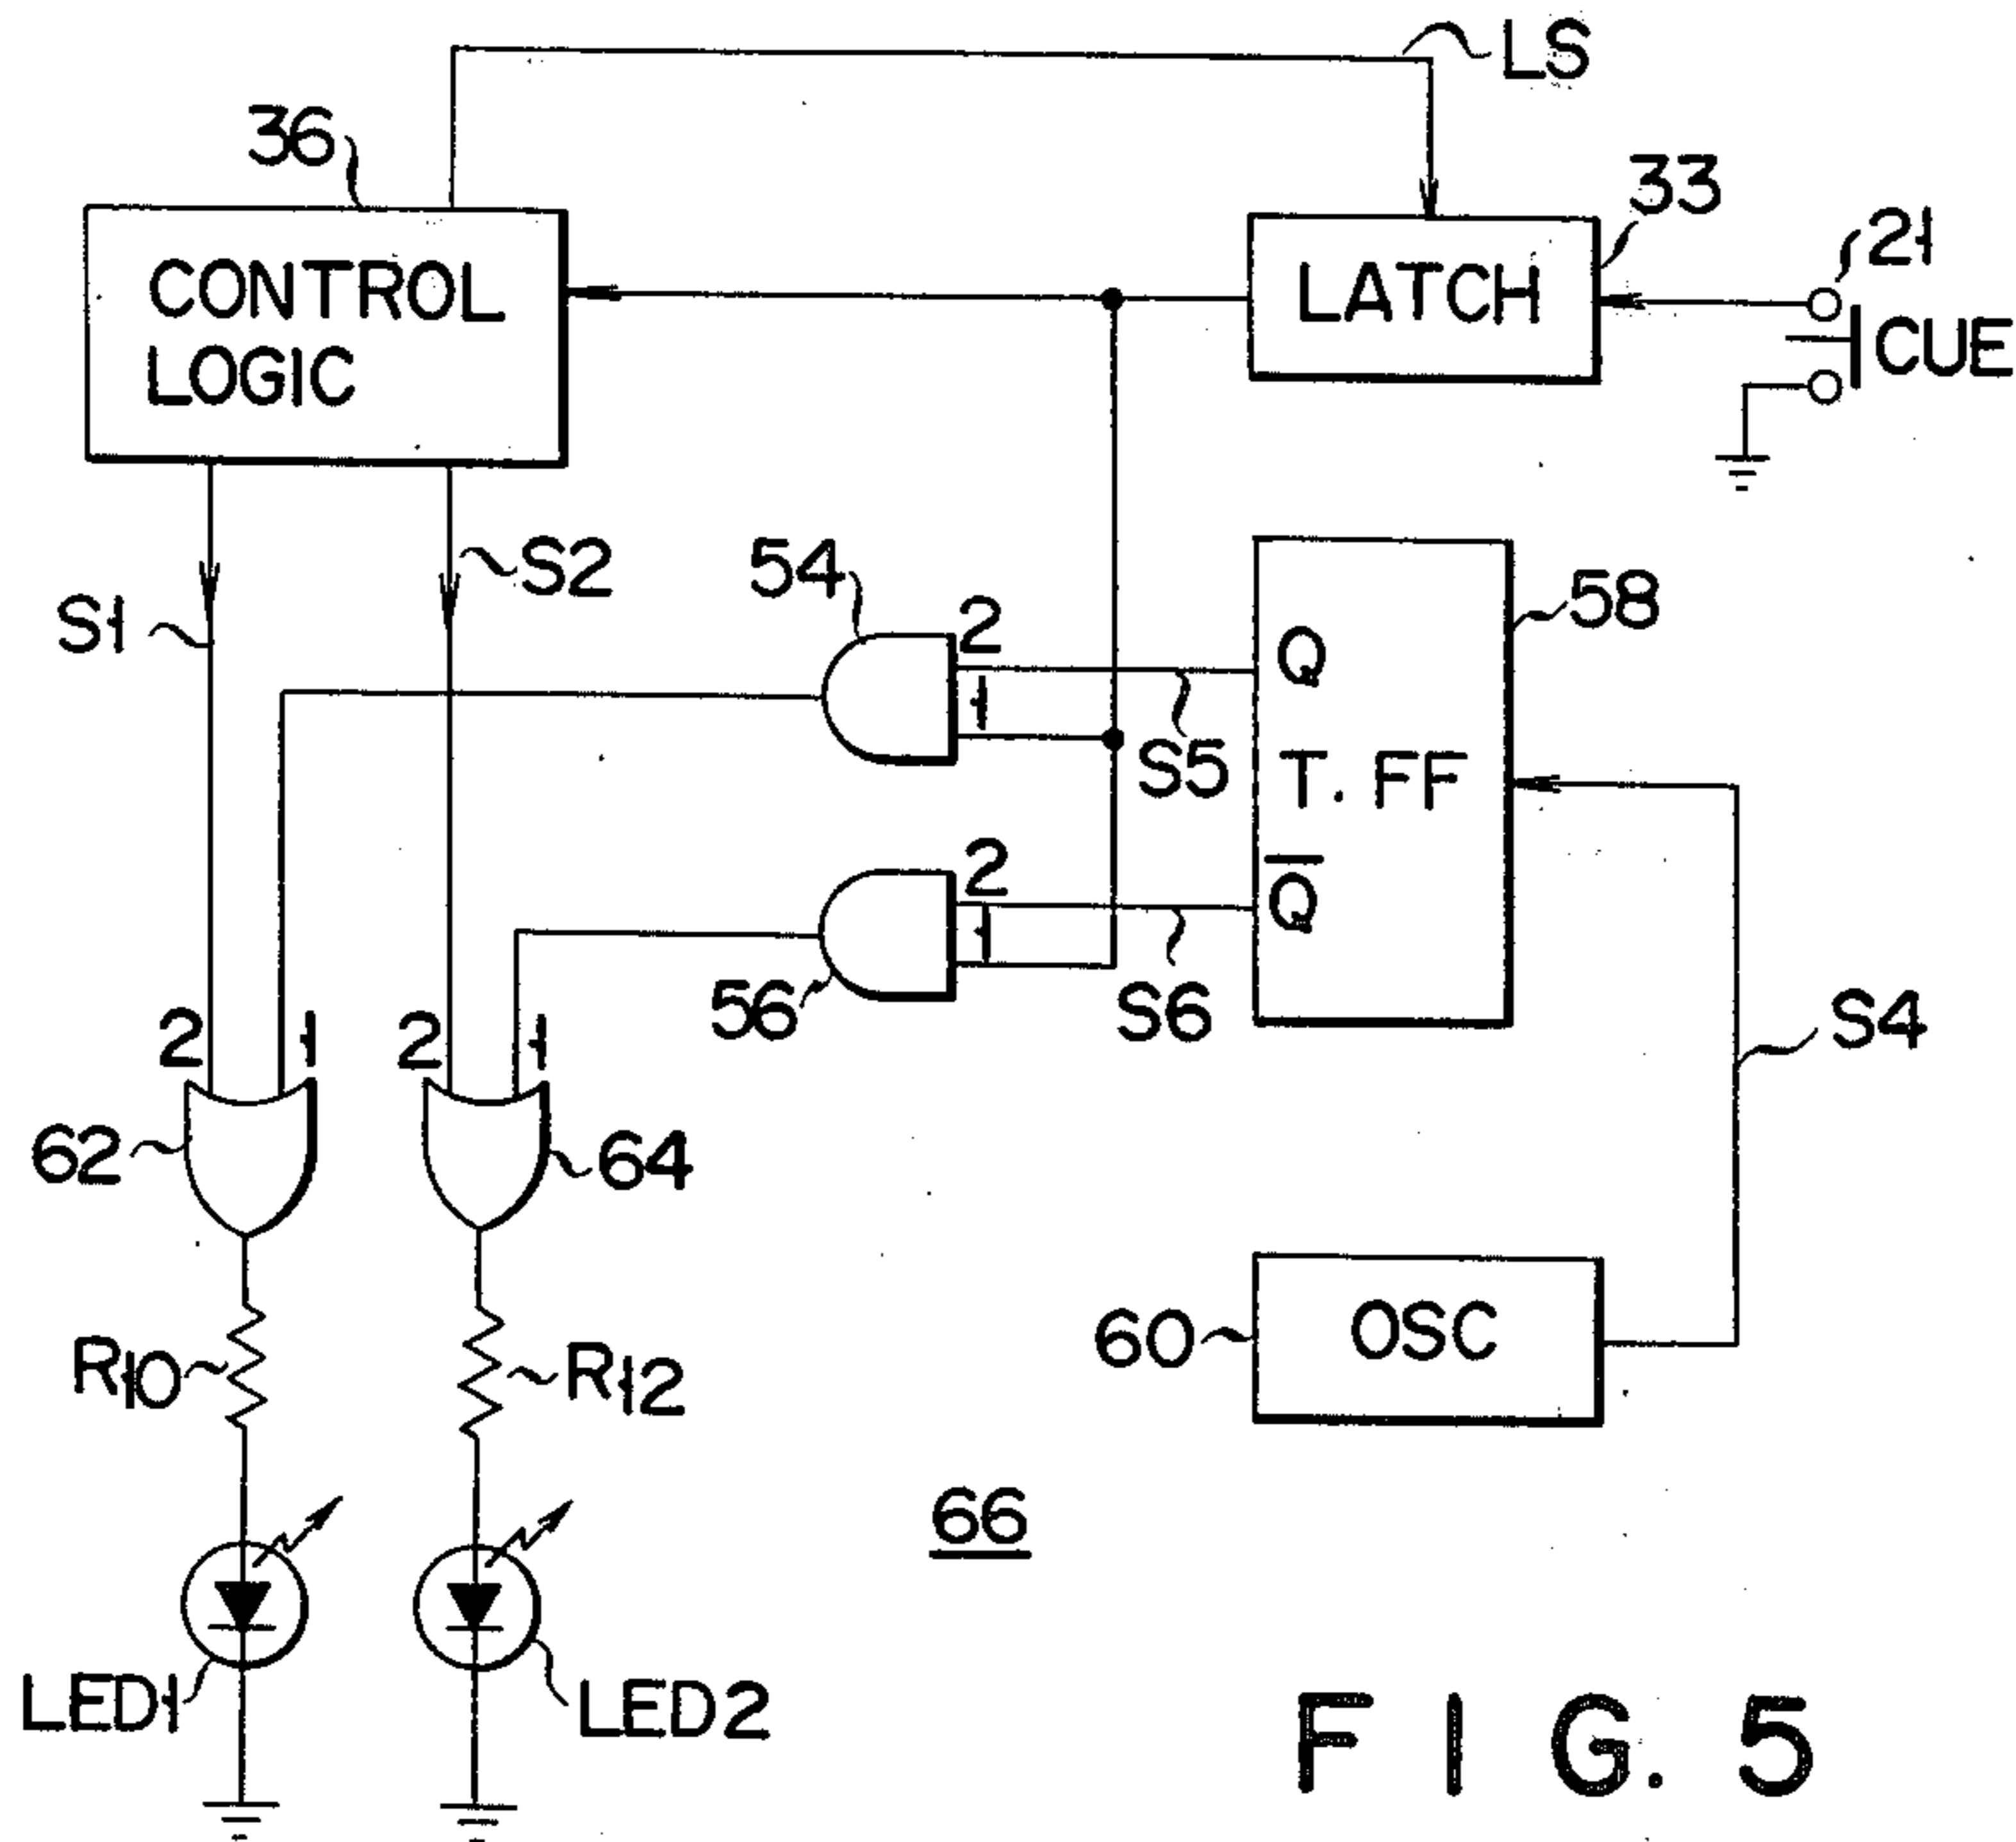 LS
36
33
21
CONTROL
LOGIC
LATCH
CUE
S1
S2
54
2
1
Q
58
S5
T. FF
2
1
Q̅
56
S6
S4
2
1
2
1
62
64
60
OSC
R10
R12
66
LED1
LED2
FIG. 5